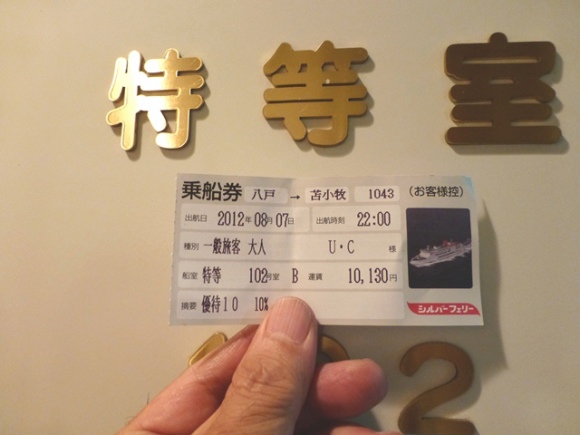 特等室
乗船券 八戸 → 苫小牧 1043 (お客様控)
出航日 2012年08月07日 出航時刻 22:00
種別 一般旅客 大人 U・C 様
船室 特等 102号室 B 運賃 10,130円
摘要 優待10 10%
シルバーフェリー
2